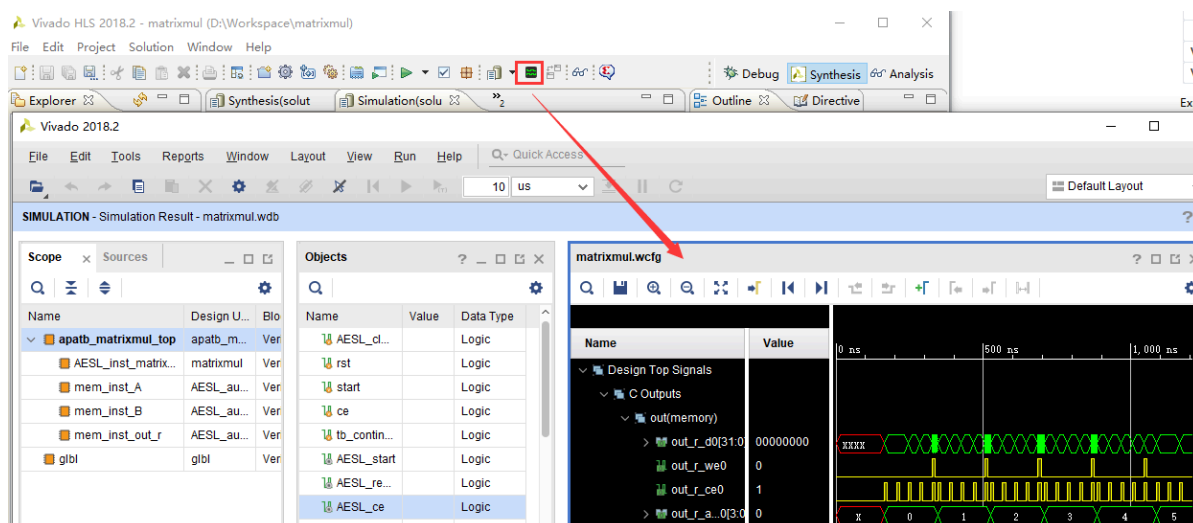 Vivado HLS 2018.2 - matrixmul (D:\Workspace\matrixmul)
File Edit Project Solution Window Help
Debug Synthesis Analysis
Explorer Synthesis(solut Simulation(solu »2 Outline Directive
Ex
Vivado 2018.2
File Edit Tools Reports Window Layout View Run Help Q- Quick Access
10 us Default Layout
SIMULATION - Simulation Result - matrixmul.wdb ?
Scope Sources Objects matrixmul.wcfg
Name Design U... Blo Name Value Data Type
Name Value 0 ns 500 ns 1,000 ns
apatb_matrixmul_top apatb_m... Ver AESL_cl... Logic
AESL_inst_matrix... matrixmul Ver rst Logic Design Top Signals
mem_inst_A AESL_au... Ver start Logic C Outputs
mem_inst_B AESL_au... Ver ce Logic out(memory)
mem_inst_out_r AESL_au... Ver tb_contin... Logic out_r_d0[31:0 00000000 XXXX
glbl glbl Ver AESL_start Logic out_r_we0 0
AESL_re... Logic out_r_ce0 1
AESL_ce Logic out_r_a...0[3:0 0 X 0 1 2 3 4 5